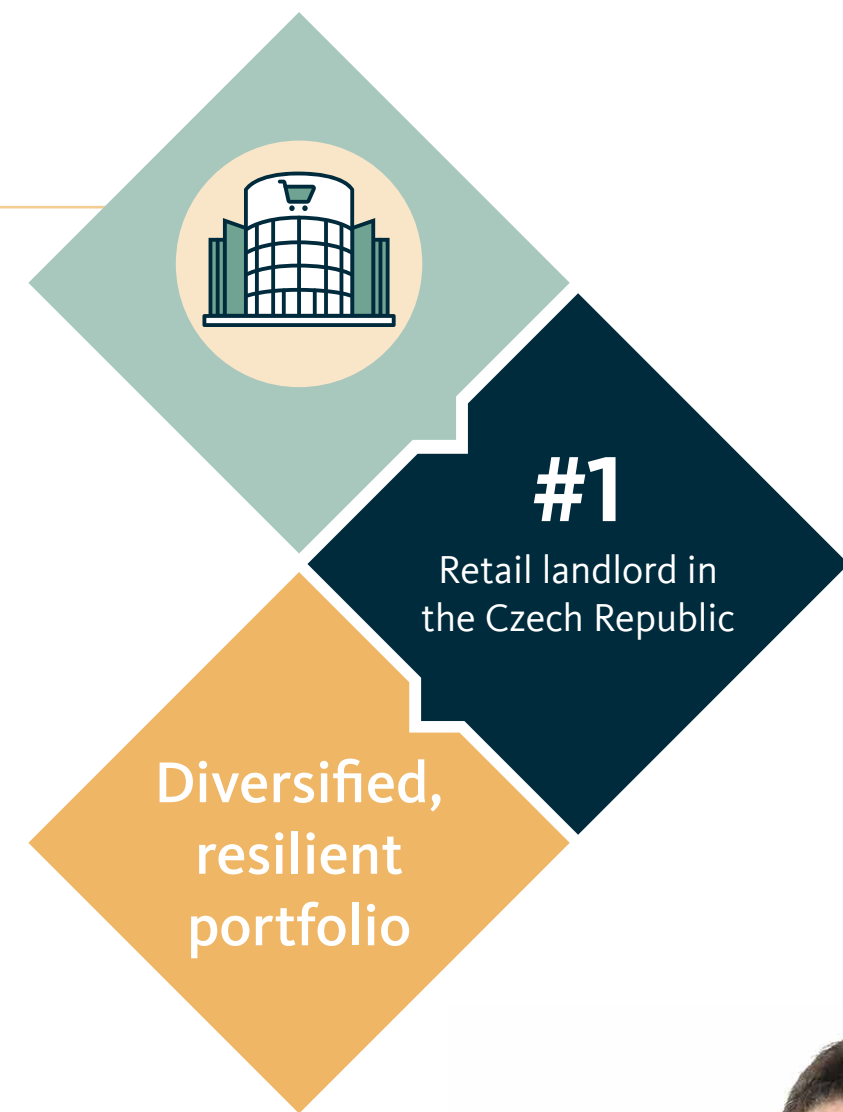 #1
Retail landlord in
the Czech Republic
Diversified,
resilient
portfolio